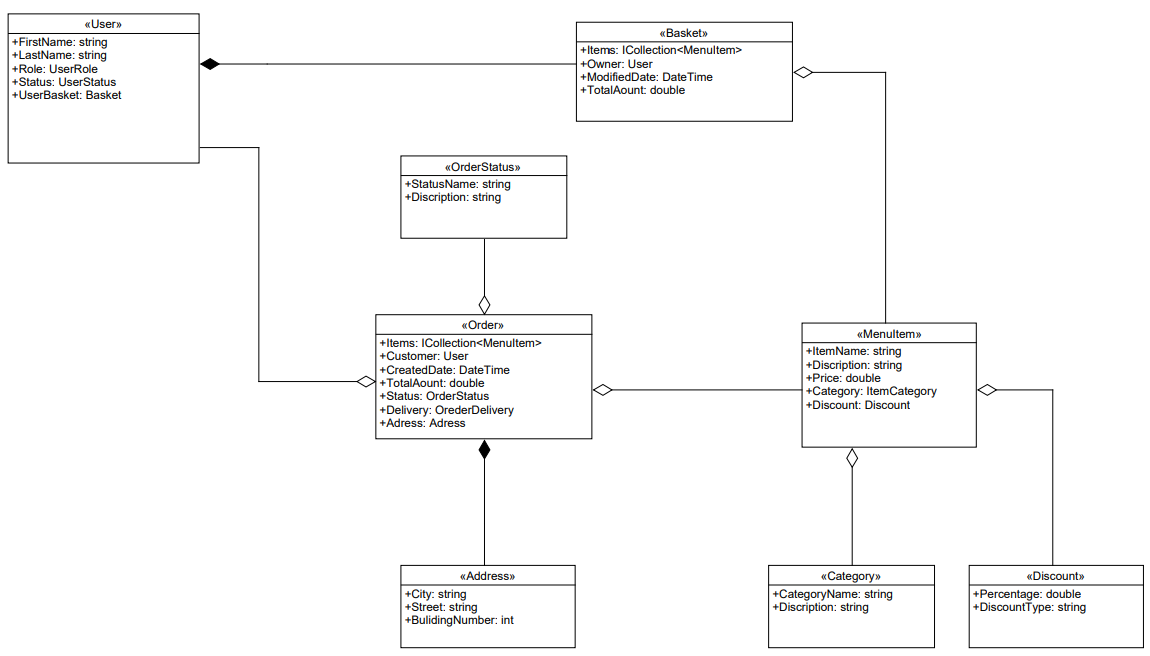 «User»
+FirstName: string
+LastName: string
+Role: UserRole
+Status: UserStatus
+UserBasket: Basket
«Basket»
+Items: ICollection<MenuItem>
+Owner: User
+ModifiedDate: DateTime
+TotalAount: double
«OrderStatus»
+StatusName: string
+Discription: string
«Order»
+Items: ICollection<MenuItem>
+Customer: User
+CreatedDate: DateTime
+TotalAount: double
+Status: OrderStatus
+Delivery: OrederDelivery
+Adress: Adress
«MenuItem»
+ItemName: string
+Discription: string
+Price: double
+Category: ItemCategory
+Discount: Discount
«Address»
+City: string
+Street: string
+BulidingNumber: int
«Category»
+CategoryName: string
+Discription: string
«Discount»
+Percentage: double
+DiscountType: string